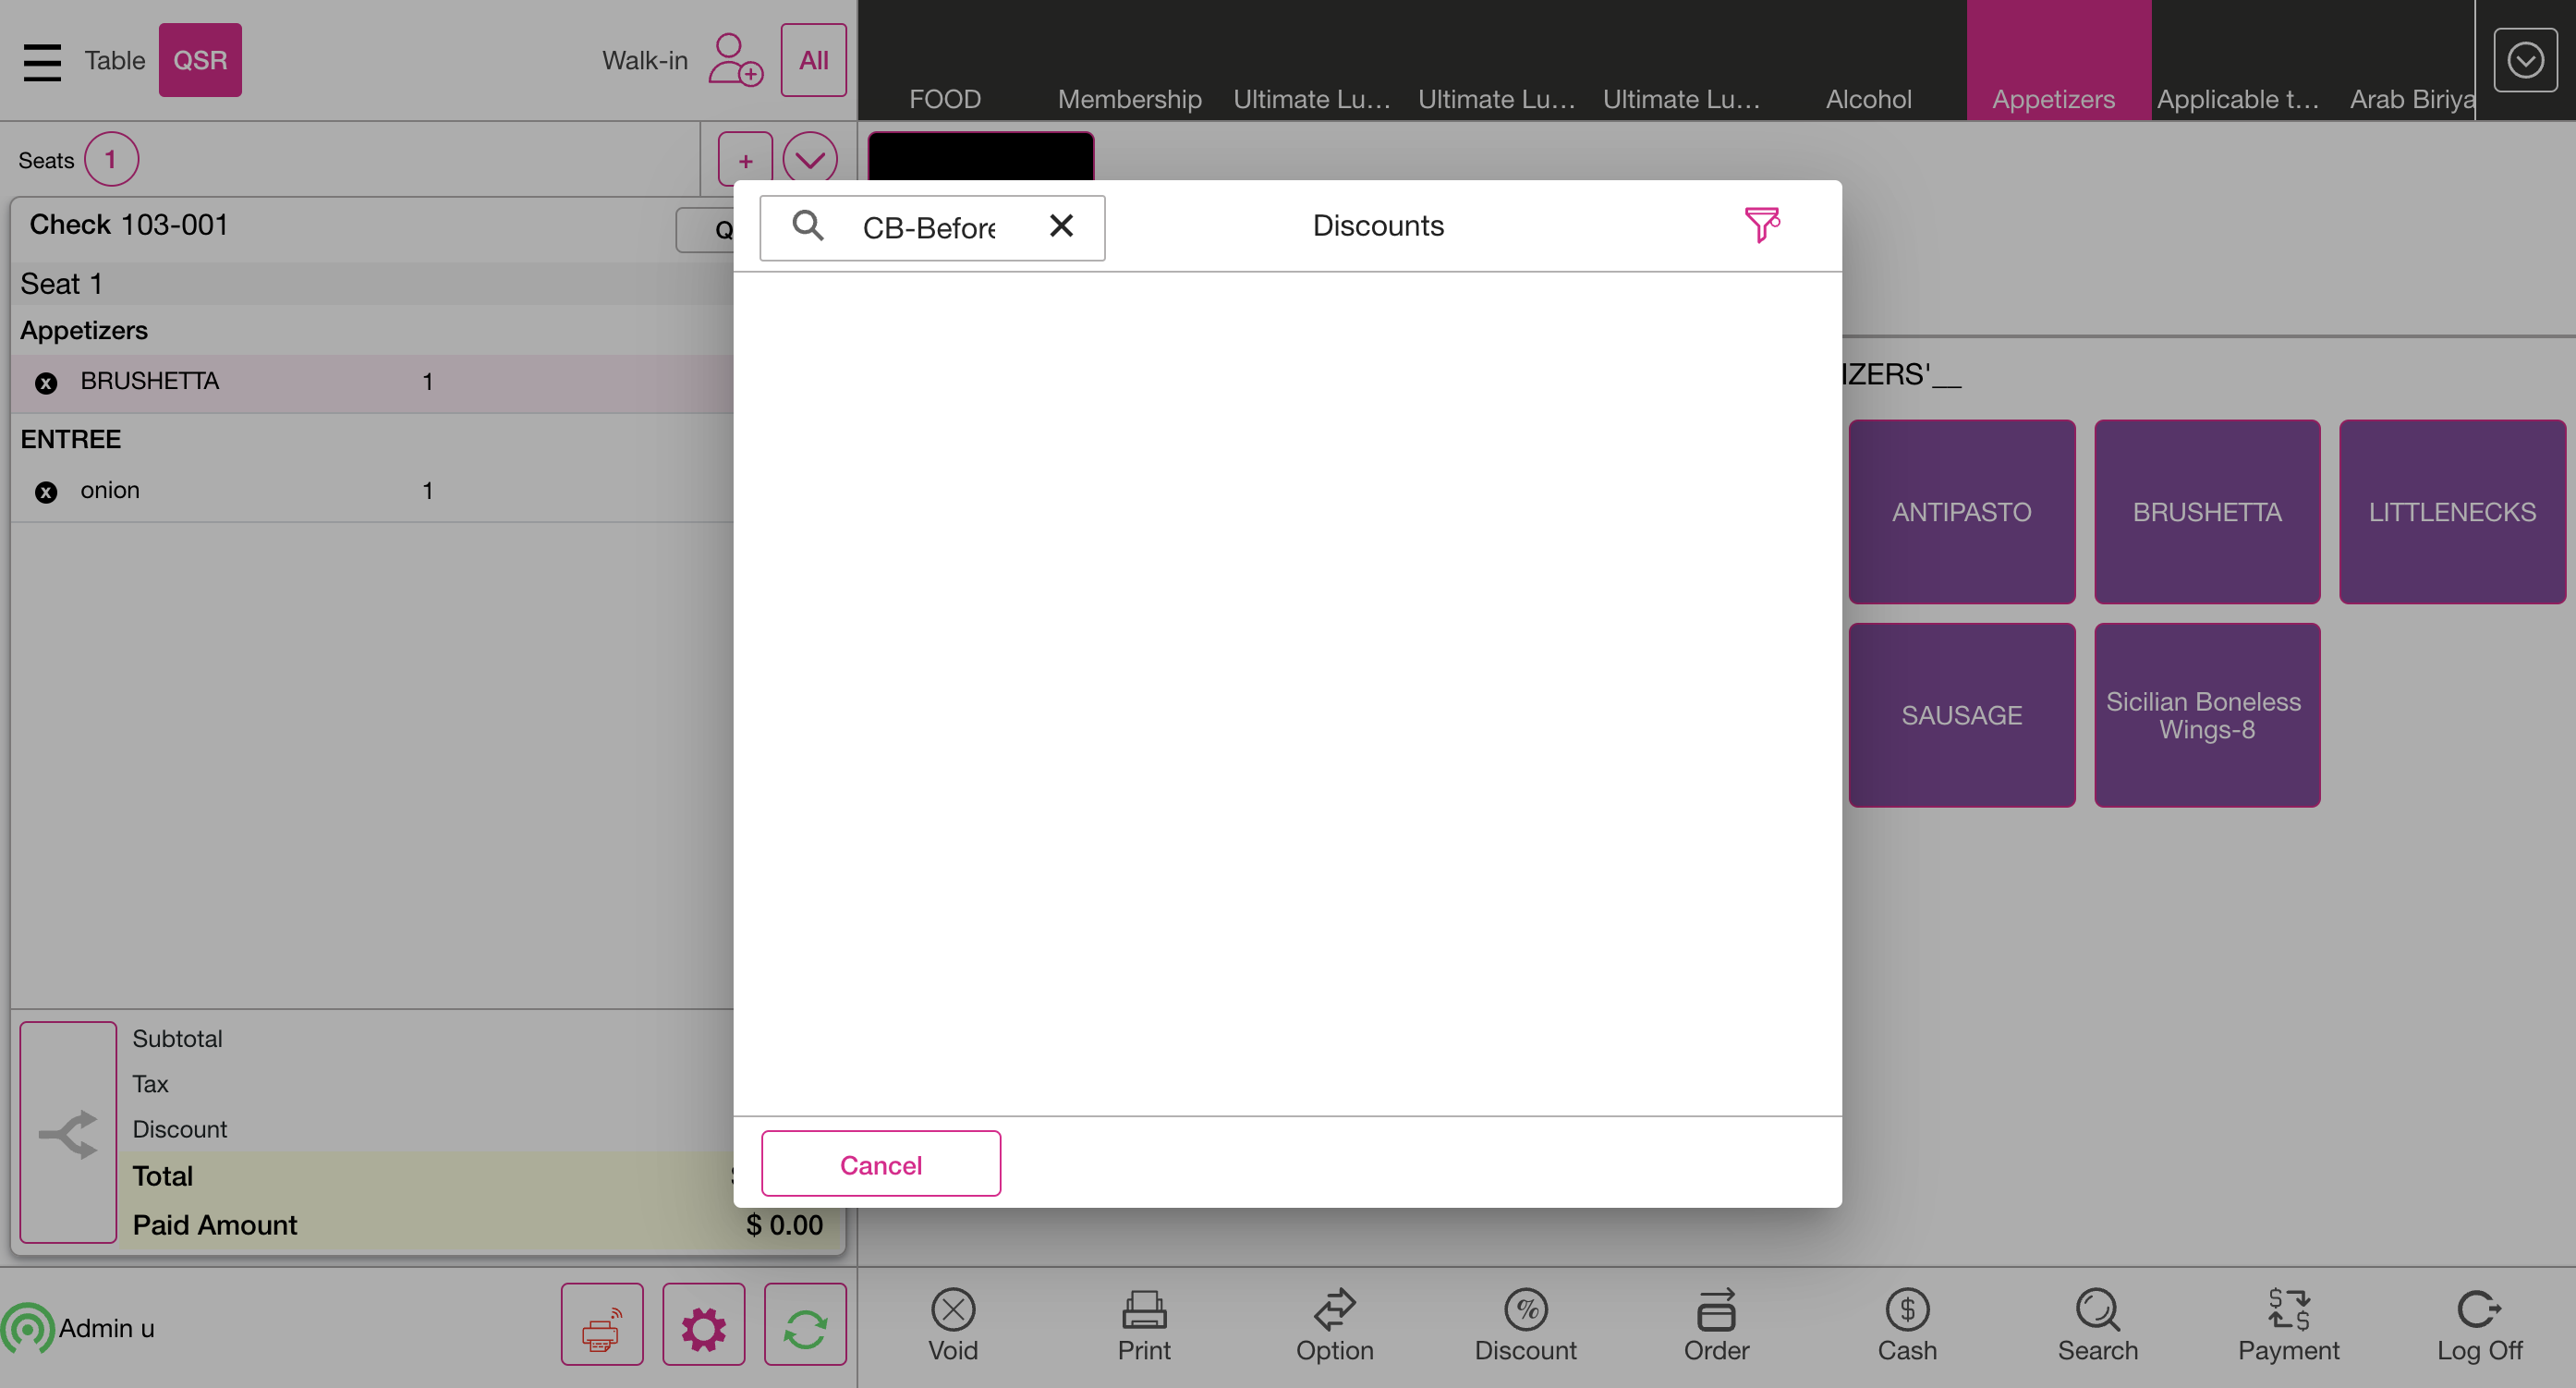 Table
QSR
Walk-in
All
FOOD
Membership
Ultimate Lu...
Ultimate Lu...
Ultimate Lu...
Alcohol
Appetizers
Applicable t...
Arab Biriya
Seats 1
+
Check 103-001
Q
CB-Before
Discounts
Seat 1
Appetizers
BRUSHETTA 1
ENTREE
onion 1
IZERS'__
ANTIPASTO
BRUSHETTA
LITTLENECKS
SAUSAGE
Sicilian Boneless
Wings-8
Subtotal
Tax
Discount
Total
Paid Amount $ 0.00
Cancel
Admin u
Void
Print
Option
Discount
Order
Cash
Search
Payment
Log Off